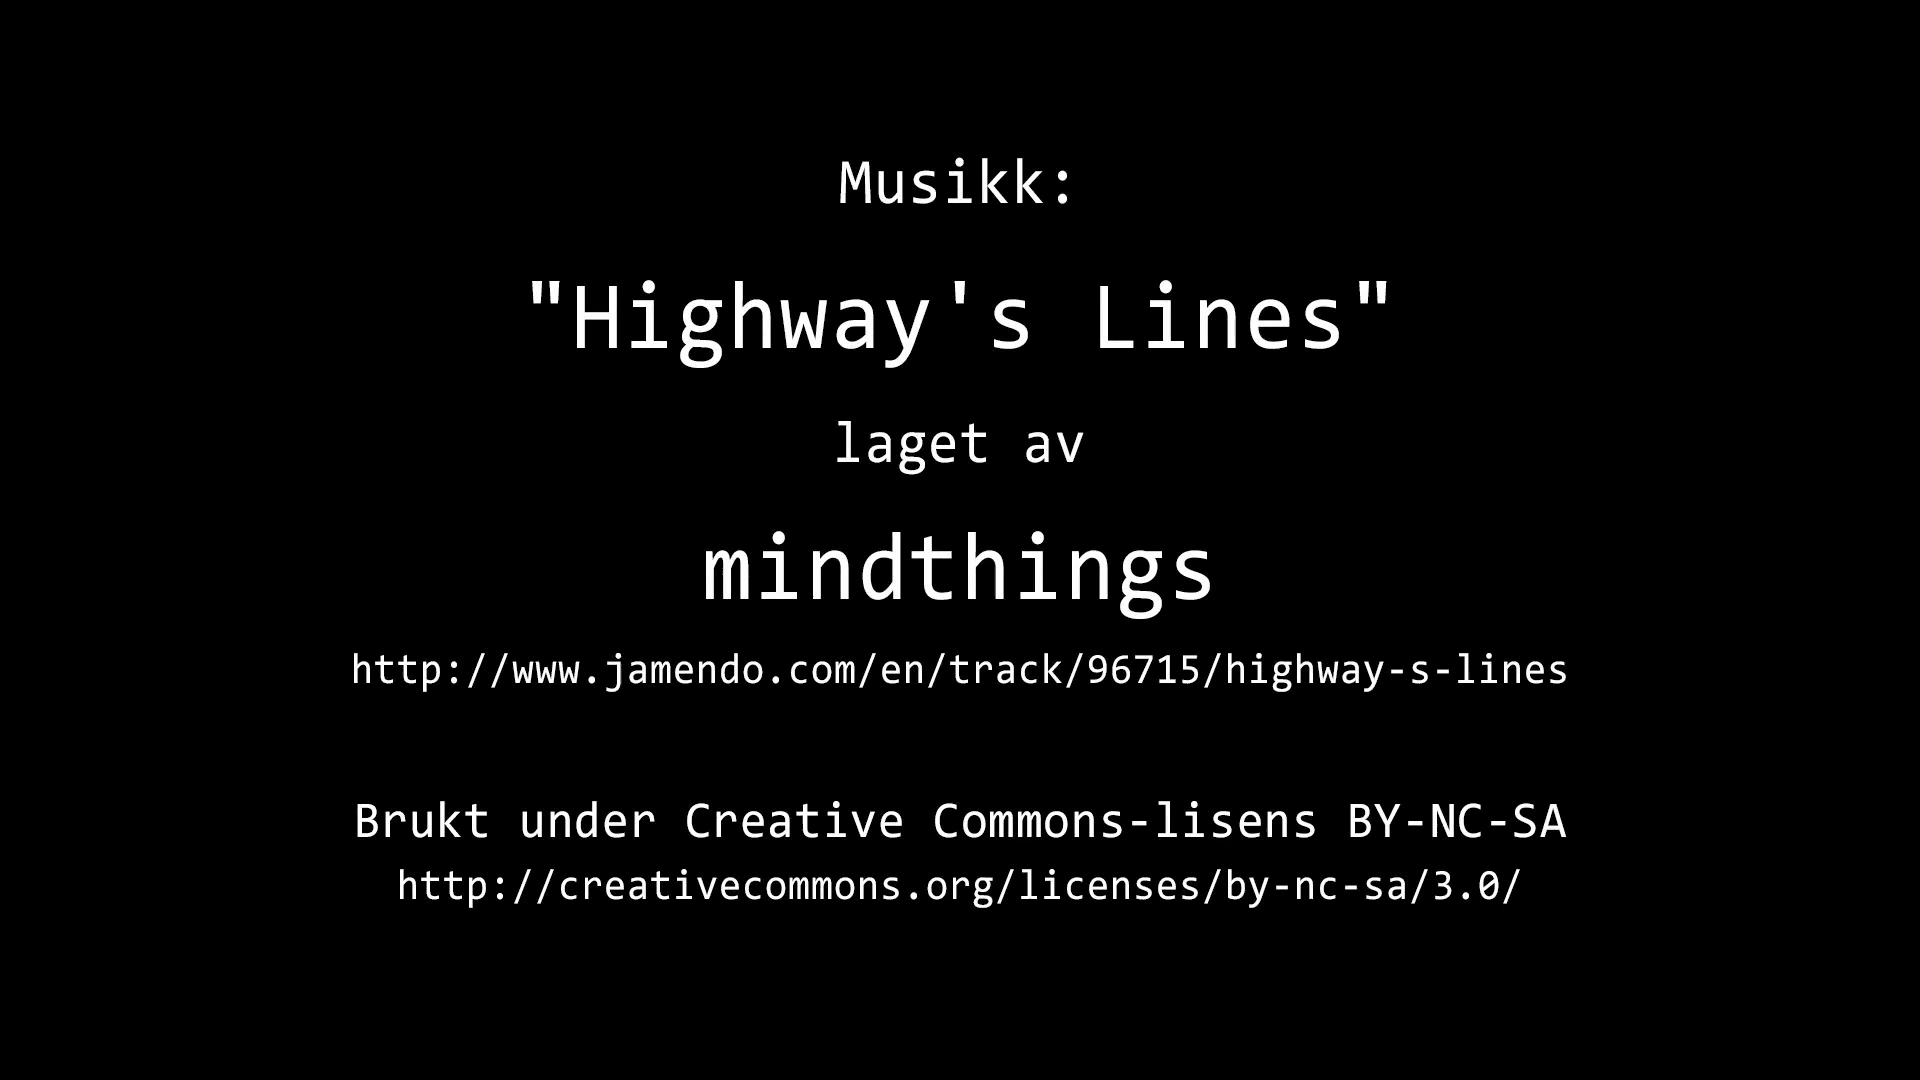 Musikk:
"Highway's Lines"
laget av
mindthings
http://www.jamendo.com/en/track/96715/highway-s-lines
Brukt under Creative Commons-lisens BY-NC-SA
http://creativecommons.org/licenses/by-nc-sa/3.0/